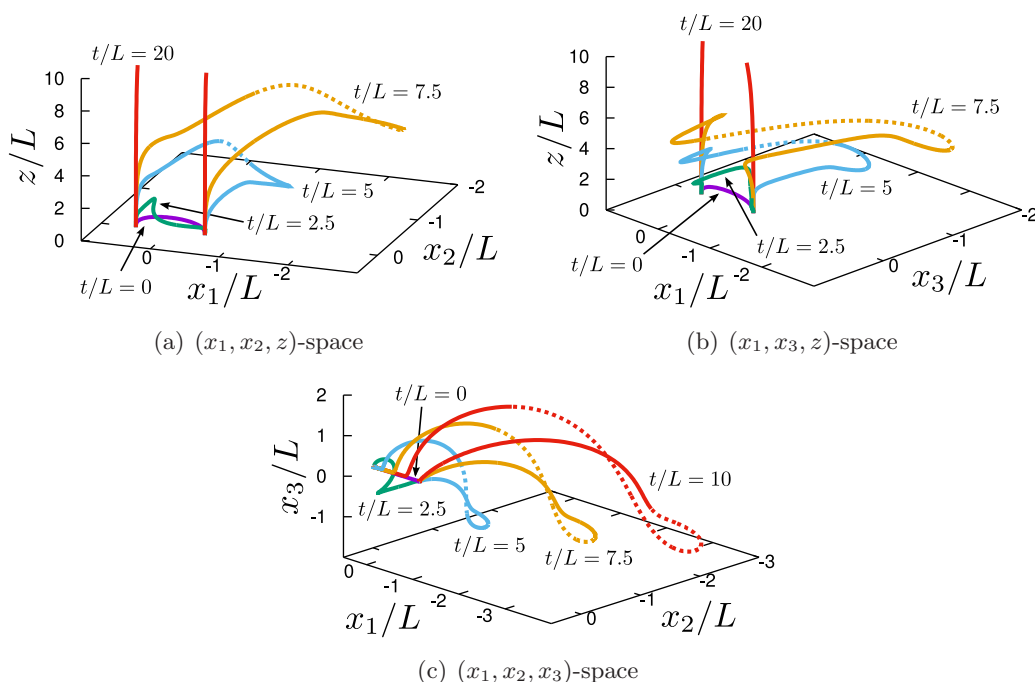 t/L = 20
10
8
6
4
2
0
z/L
t/L = 7.5
t/L = 5
t/L = 2.5
t/L = 0
0
-1
-2
x₁/L
0
-1
-2
x₂/L
(a) (x₁, x₂, z)-space
t/L = 20
10
8
6
4
2
0
z/L
t/L = 7.5
t/L = 5
t/L = 2.5
t/L = 0
0
-1
-2
x₁/L
0
-1
-2
x₃/L
(b) (x₁, x₃, z)-space
t/L = 0
2
1
0
-1
x₃/L
t/L = 10
t/L = 2.5
t/L = 5
t/L = 7.5
0
-1
-2
-3
x₁/L
0
-1
-2
-3
x₂/L
(c) (x₁, x₂, x₃)-space